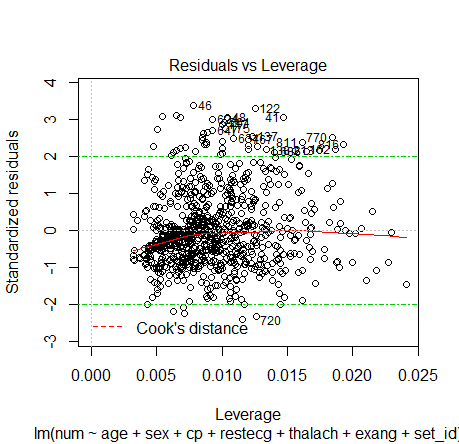 Residuals vs Leverage
Standardized residuals
4
3
2
1
0
-1
-2
-3
46
122
41
770
811
137
720
Cook's distance
0.000 0.005 0.010 0.015 0.020 0.025
Leverage
lm(num ~ age + sex + cp + restecg + thalach + exang + set_id)